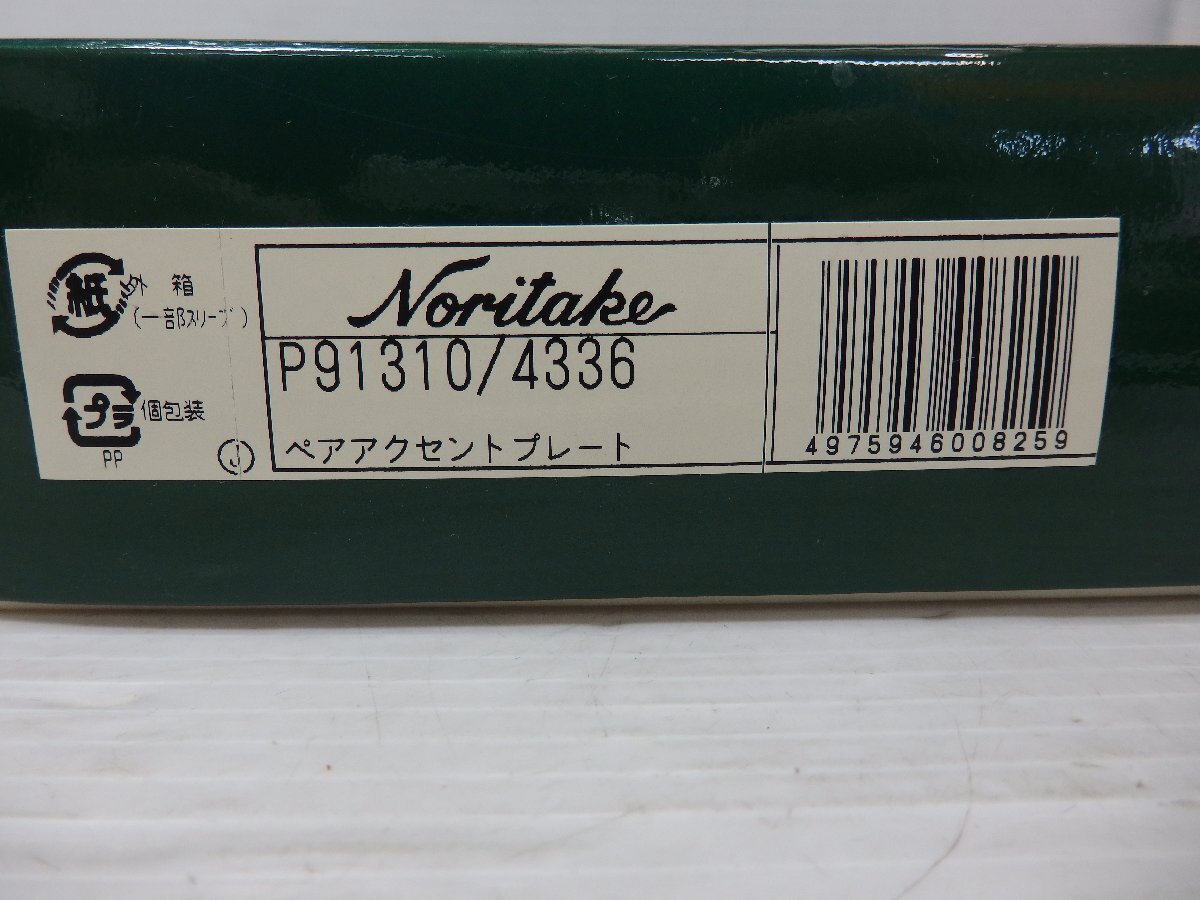 紙 外箱
(一部スリーブ)
プラ 個包装
PP
J
Noritake
P91310/4336
ペアアクセントプレート
4975946008259